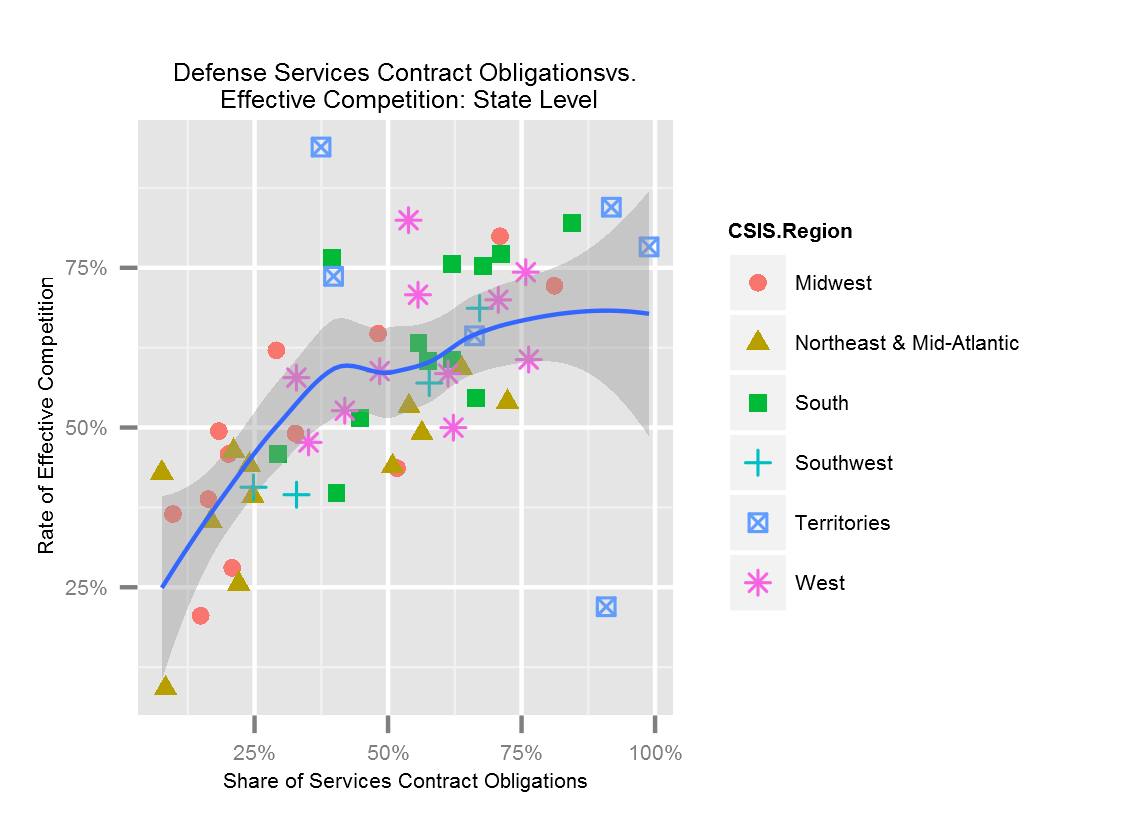 Defense Services Contract Obligationsvs.
Effective Competition: State Level
Rate of Effective Competition
75%
50%
25%
25%
50%
75%
100%
Share of Services Contract Obligations
CSIS.Region
Midwest
Northeast & Mid-Atlantic
South
Southwest
Territories
West